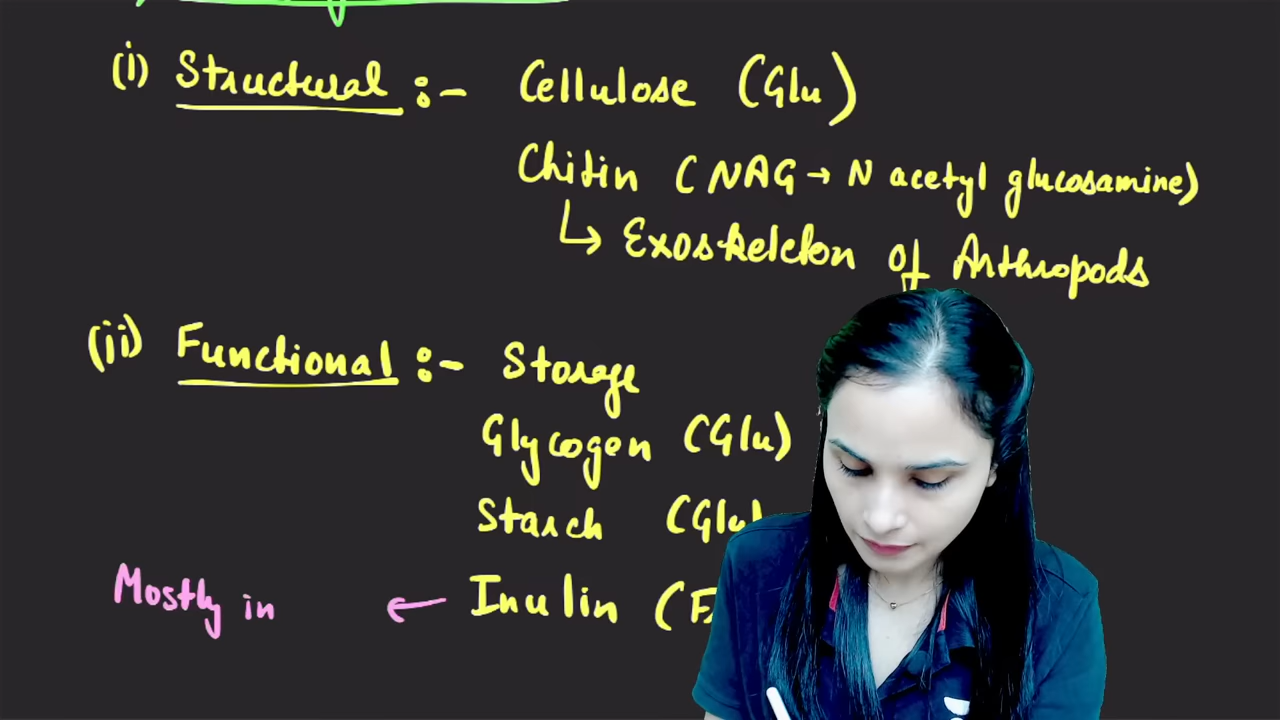 (i) Structural :- Cellulose (Glu)
Chitin (NAG → N acetyl glucosamine)
↳ Exoskeleton of Arthropods
(ii) Functional :- Storage
Glycogen (Glu)
Starch (Glu)
Mostly in ← Inulin (F